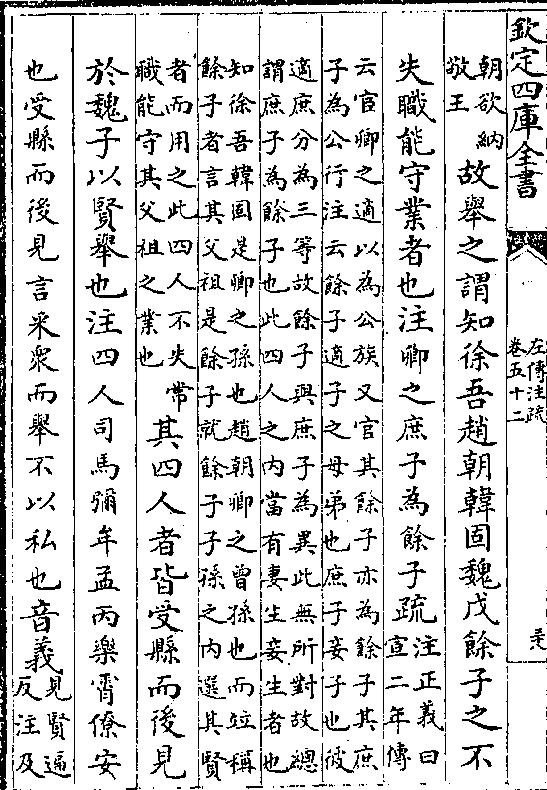 欽定四庫全書
左傳注疏
卷五十二
朝欲納
敬王
故舉之謂知徐吾趙朝韓固魏戊餘子之不
失職能守業者也注卿之庶子為餘子疏
注正義曰
宣二年傳
云官卿之適以為公族又官其餘子亦為餘子其庶
子為公行注云餘子適子之母弟也庶子妾子也彼
適庶分為三等故餘子與庶子為異此無所對故總
謂庶子為餘子也此四人之內當有妻生妾生者也
知徐吾韓固是卿之孫也趙朝卿之曾孫也而竝稱
餘子者言其父祖是餘子就餘子子孫之內選其賢
者而用之此四人不失常
職能守其父祖之業也
其四人者皆受縣而後見
於魏子以賢舉也注四人司馬彌牟孟丙樂霄僚安
也受縣而後見言采衆而舉不以私也音義
見賢遍
反注及